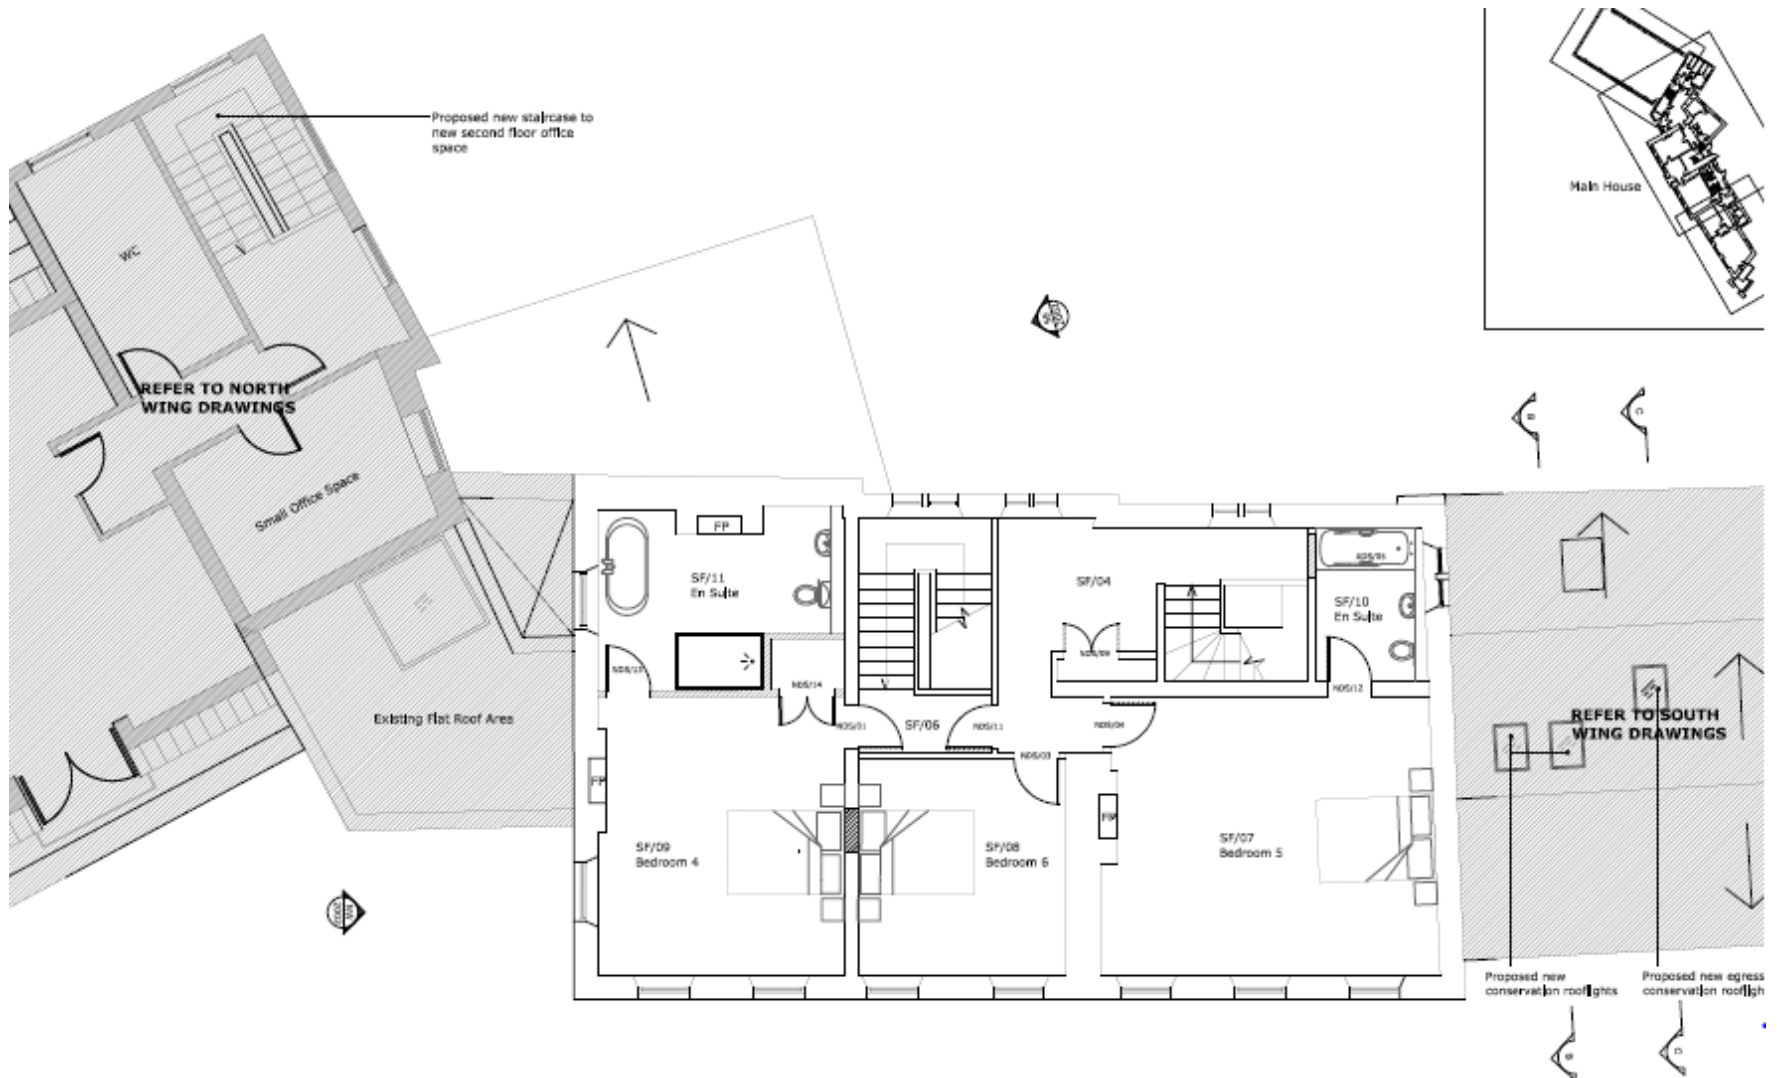 Proposed new staircase to
new second floor office
space
Main House
WC
REFER TO NORTH
WING DRAWINGS
Small Office Space
Existing Flat Roof Area
B
C
FP
SF/11
En Suite
SF/04
NDS/09
SF/10
En Suite
NDS/13
NDS/14
NDS/12
NDS/01
SF/06
NDS/11
NDS/04
NDS/03
REFER TO SOUTH
WING DRAWINGS
FP
FP
SF/09
Bedroom 4
SF/08
Bedroom 6
SF/07
Bedroom 5
NW
Proposed new
conservation rooflights
Proposed new egress
conservation roofligh
B
C